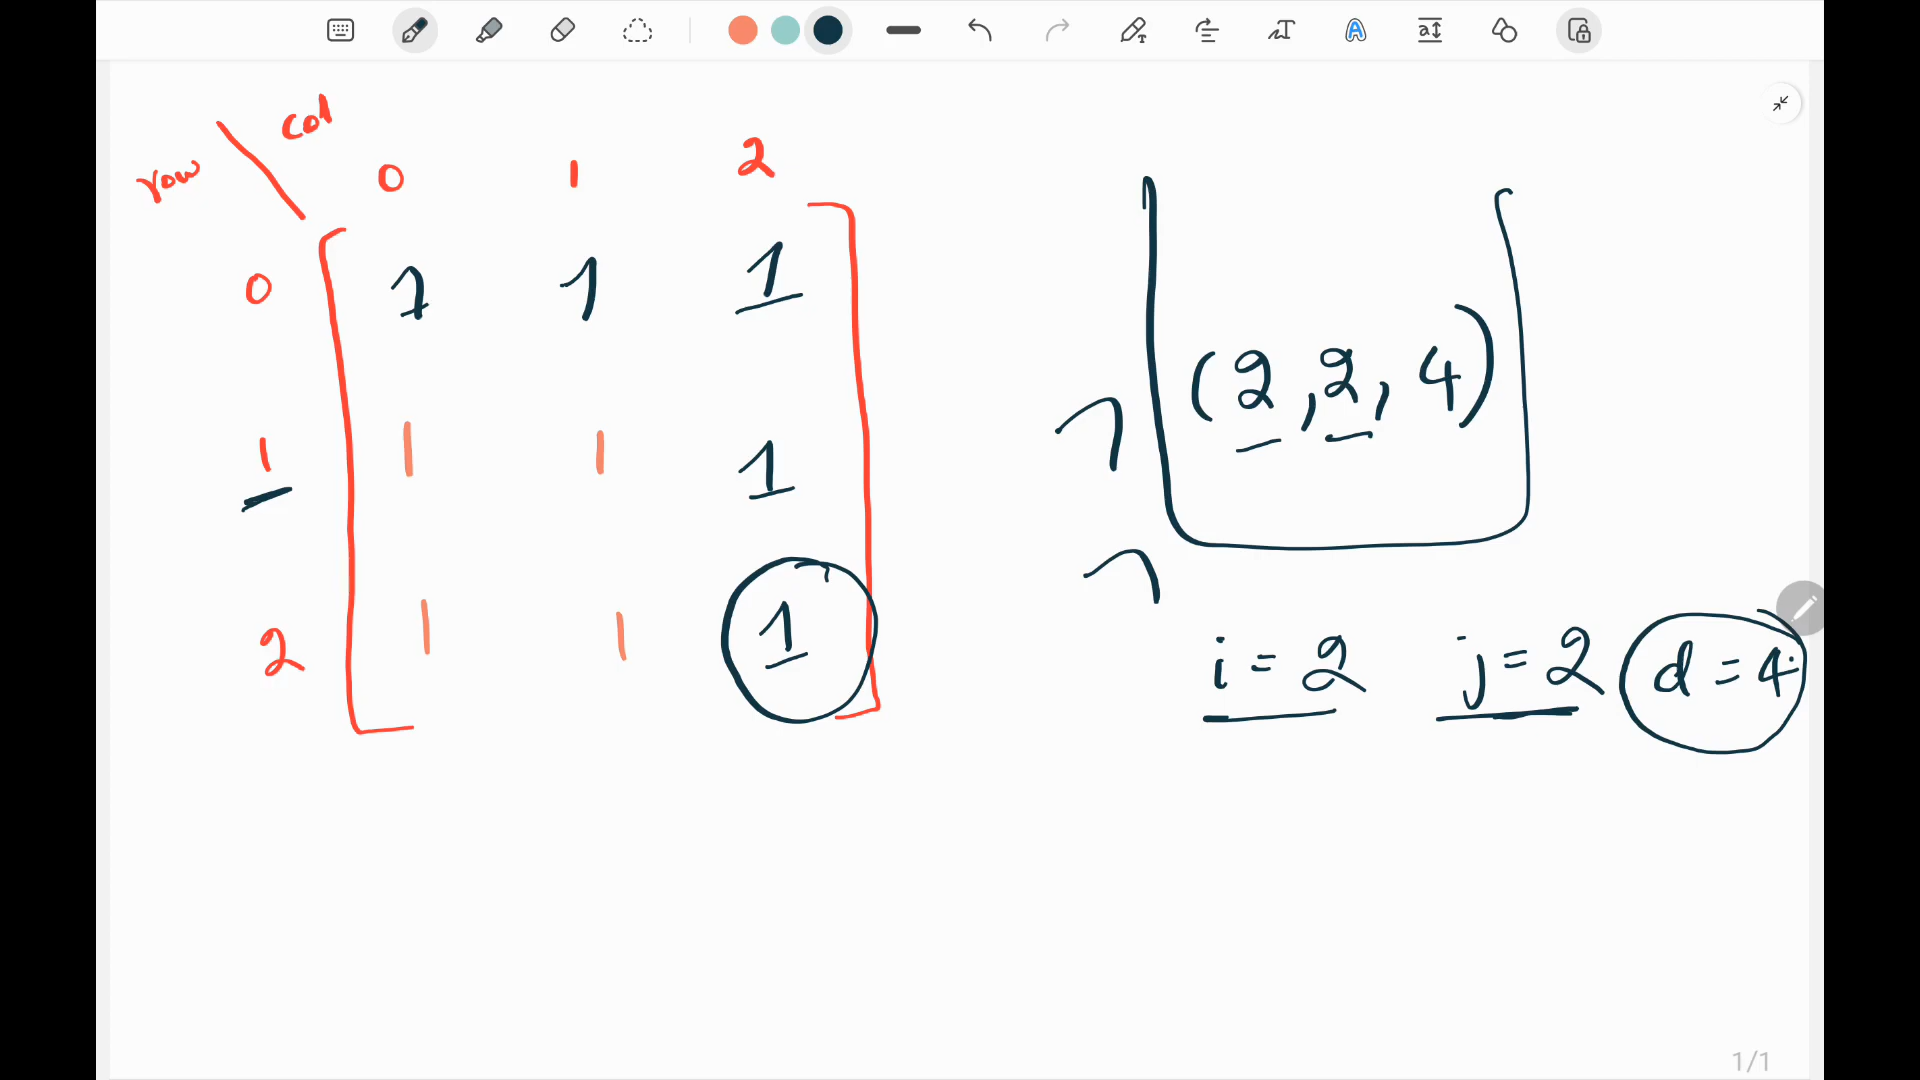 col
row
0 1 2
0 1 1 1
1 1 1 1
2 1 1 1
(2,2,4)
i=2 j=2 d=4
1/1